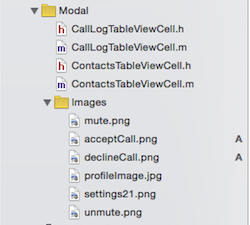 Modal
h CallLogTableViewCell.h
m CallLogTableViewCell.m
h ContactsTableViewCell.h
m ContactsTableViewCell.m
Images
mute.png
acceptCall.png A
declineCall.png A
profileImage.jpg
settings21.png
unmute.png